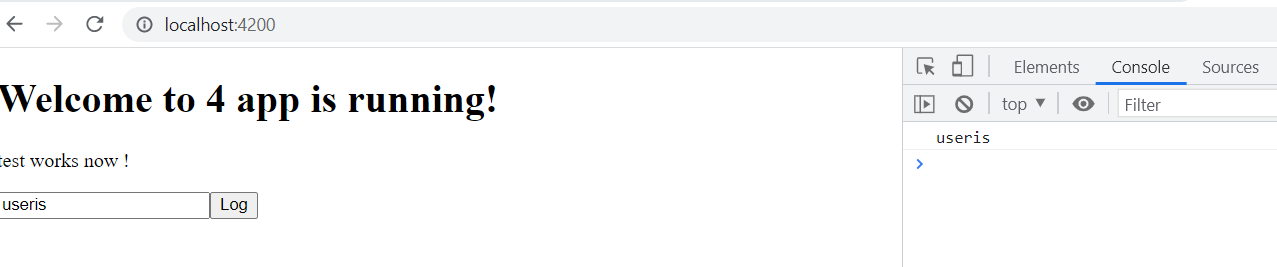 localhost:4200
Elements Console Sources
top ▼ Filter
Welcome to 4 app is running!
useris
test works now !
useris Log